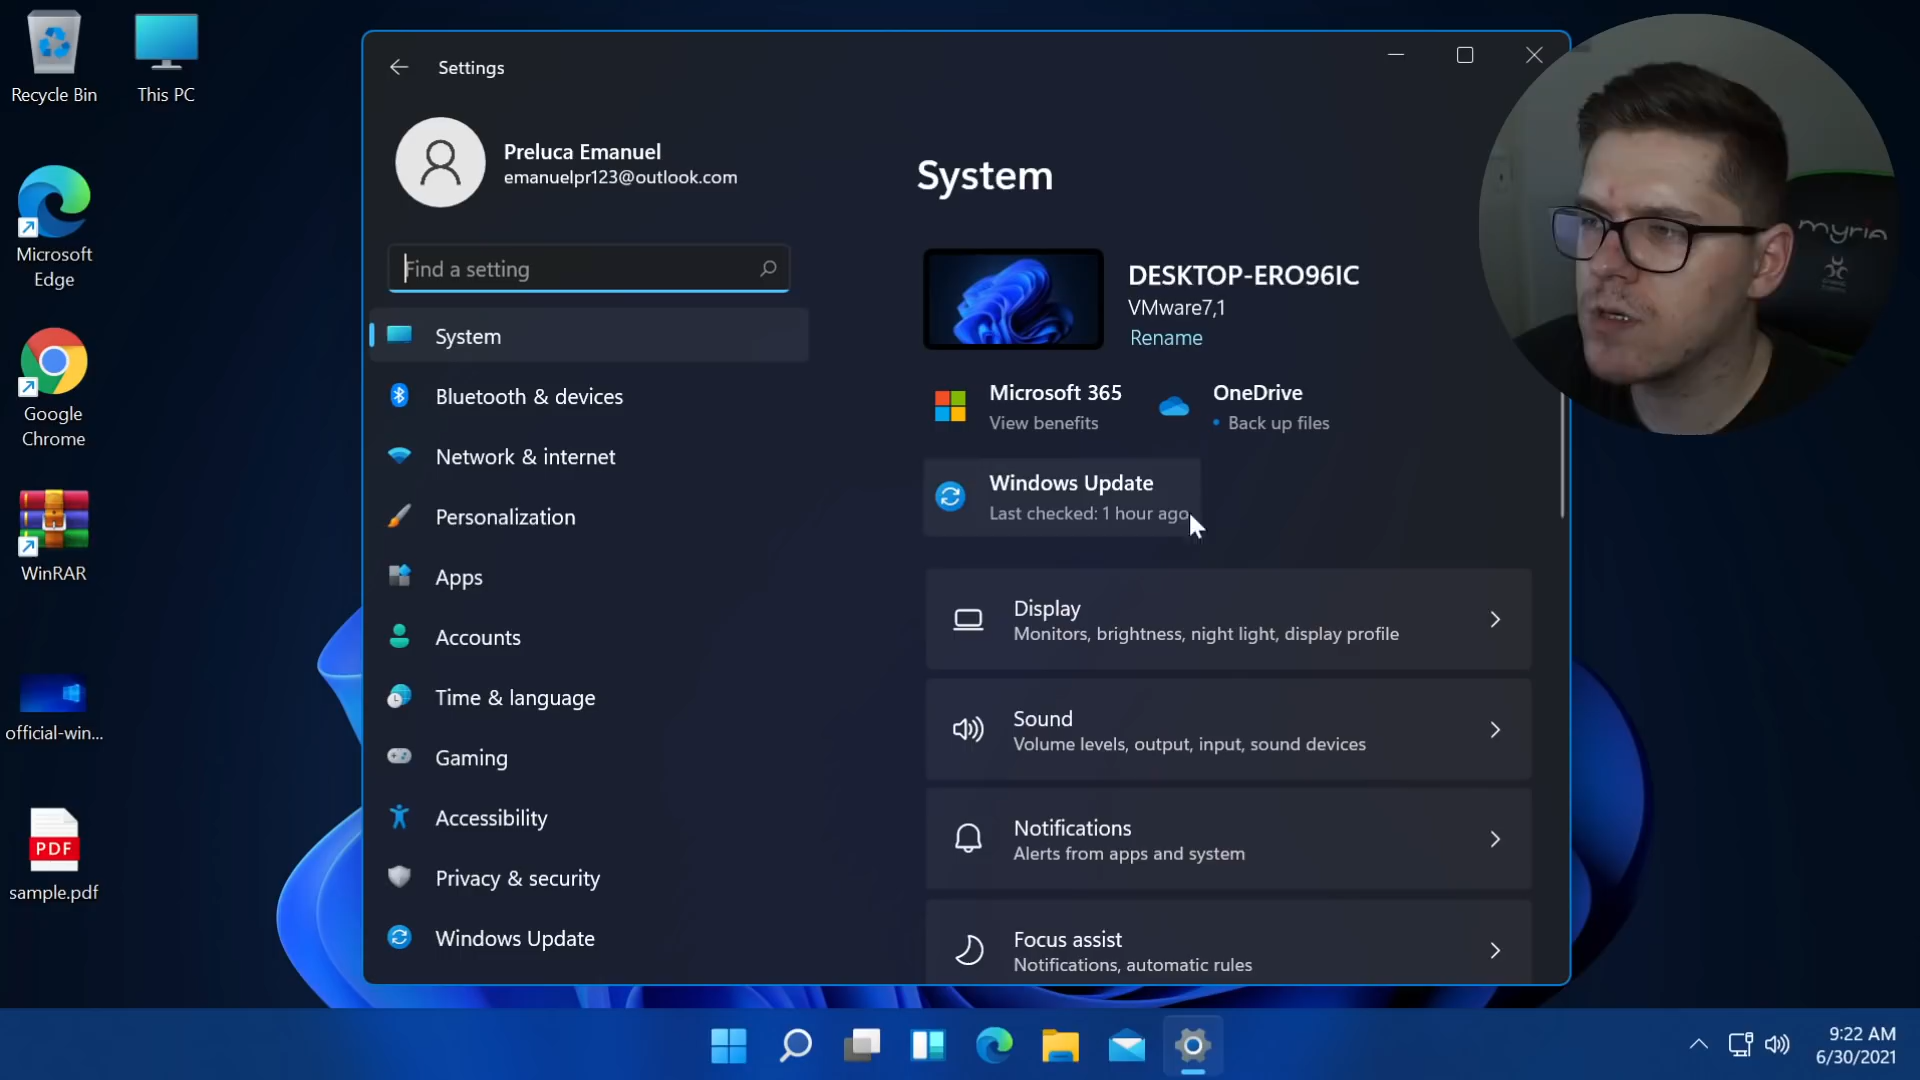 Recycle Bin
This PC
Microsoft
Edge
Google
Chrome
WinRAR
official-win...
PDF
sample.pdf
Settings
Preluca Emanuel
emanuelpr123@outlook.com
Find a setting
System
Bluetooth & devices
Network & internet
Personalization
Apps
Accounts
Time & language
Gaming
Accessibility
Privacy & security
Windows Update
System
DESKTOP-ERO96IC
VMware7,1
Rename
Microsoft 365
View benefits
OneDrive
Back up files
Windows Update
Last checked: 1 hour ago
Display
Monitors, brightness, night light, display profile
Sound
Volume levels, output, input, sound devices
Notifications
Alerts from apps and system
Focus assist
Notifications, automatic rules
myria
9:22 AM
6/30/2021